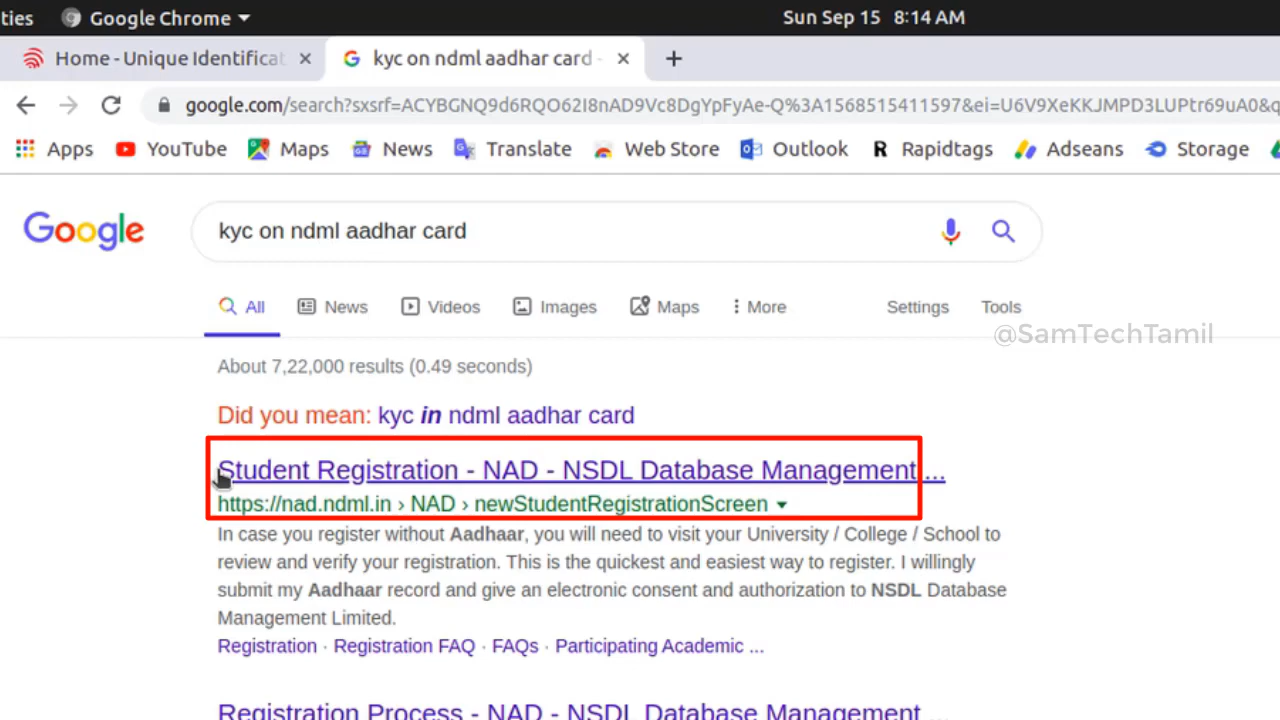 ties Google Chrome Sun Sep 15 8:14 AM
Home - Unique Identificat kyc on ndml aadhar card -
google.com/search?sxsrf=ACYBGNQ9d6RQO62I8nAD9Vc8DgYpFyAe-Q%3A1568515411597&ei=U6V9XeKKJMPD3LUPtr69uA0&q
Apps YouTube Maps News Translate Web Store Outlook Rapidtags Adseans Storage
Google kyc on ndml aadhar card
All News Videos Images Maps More Settings Tools
@SamTechTamil
About 7,22,000 results (0.49 seconds)
Did you mean: kyc in ndml aadhar card
Student Registration - NAD - NSDL Database Management ...
https://nad.ndml.in › NAD › newStudentRegistrationScreen
In case you register without Aadhaar, you will need to visit your University / College / School to
review and verify your registration. This is the quickest and easiest way to register. I willingly
submit my Aadhaar record and give an electronic consent and authorization to NSDL Database
Management Limited.
Registration · Registration FAQ · FAQs · Participating Academic ...
Registration Process - NAD - NSDL Database Management ...